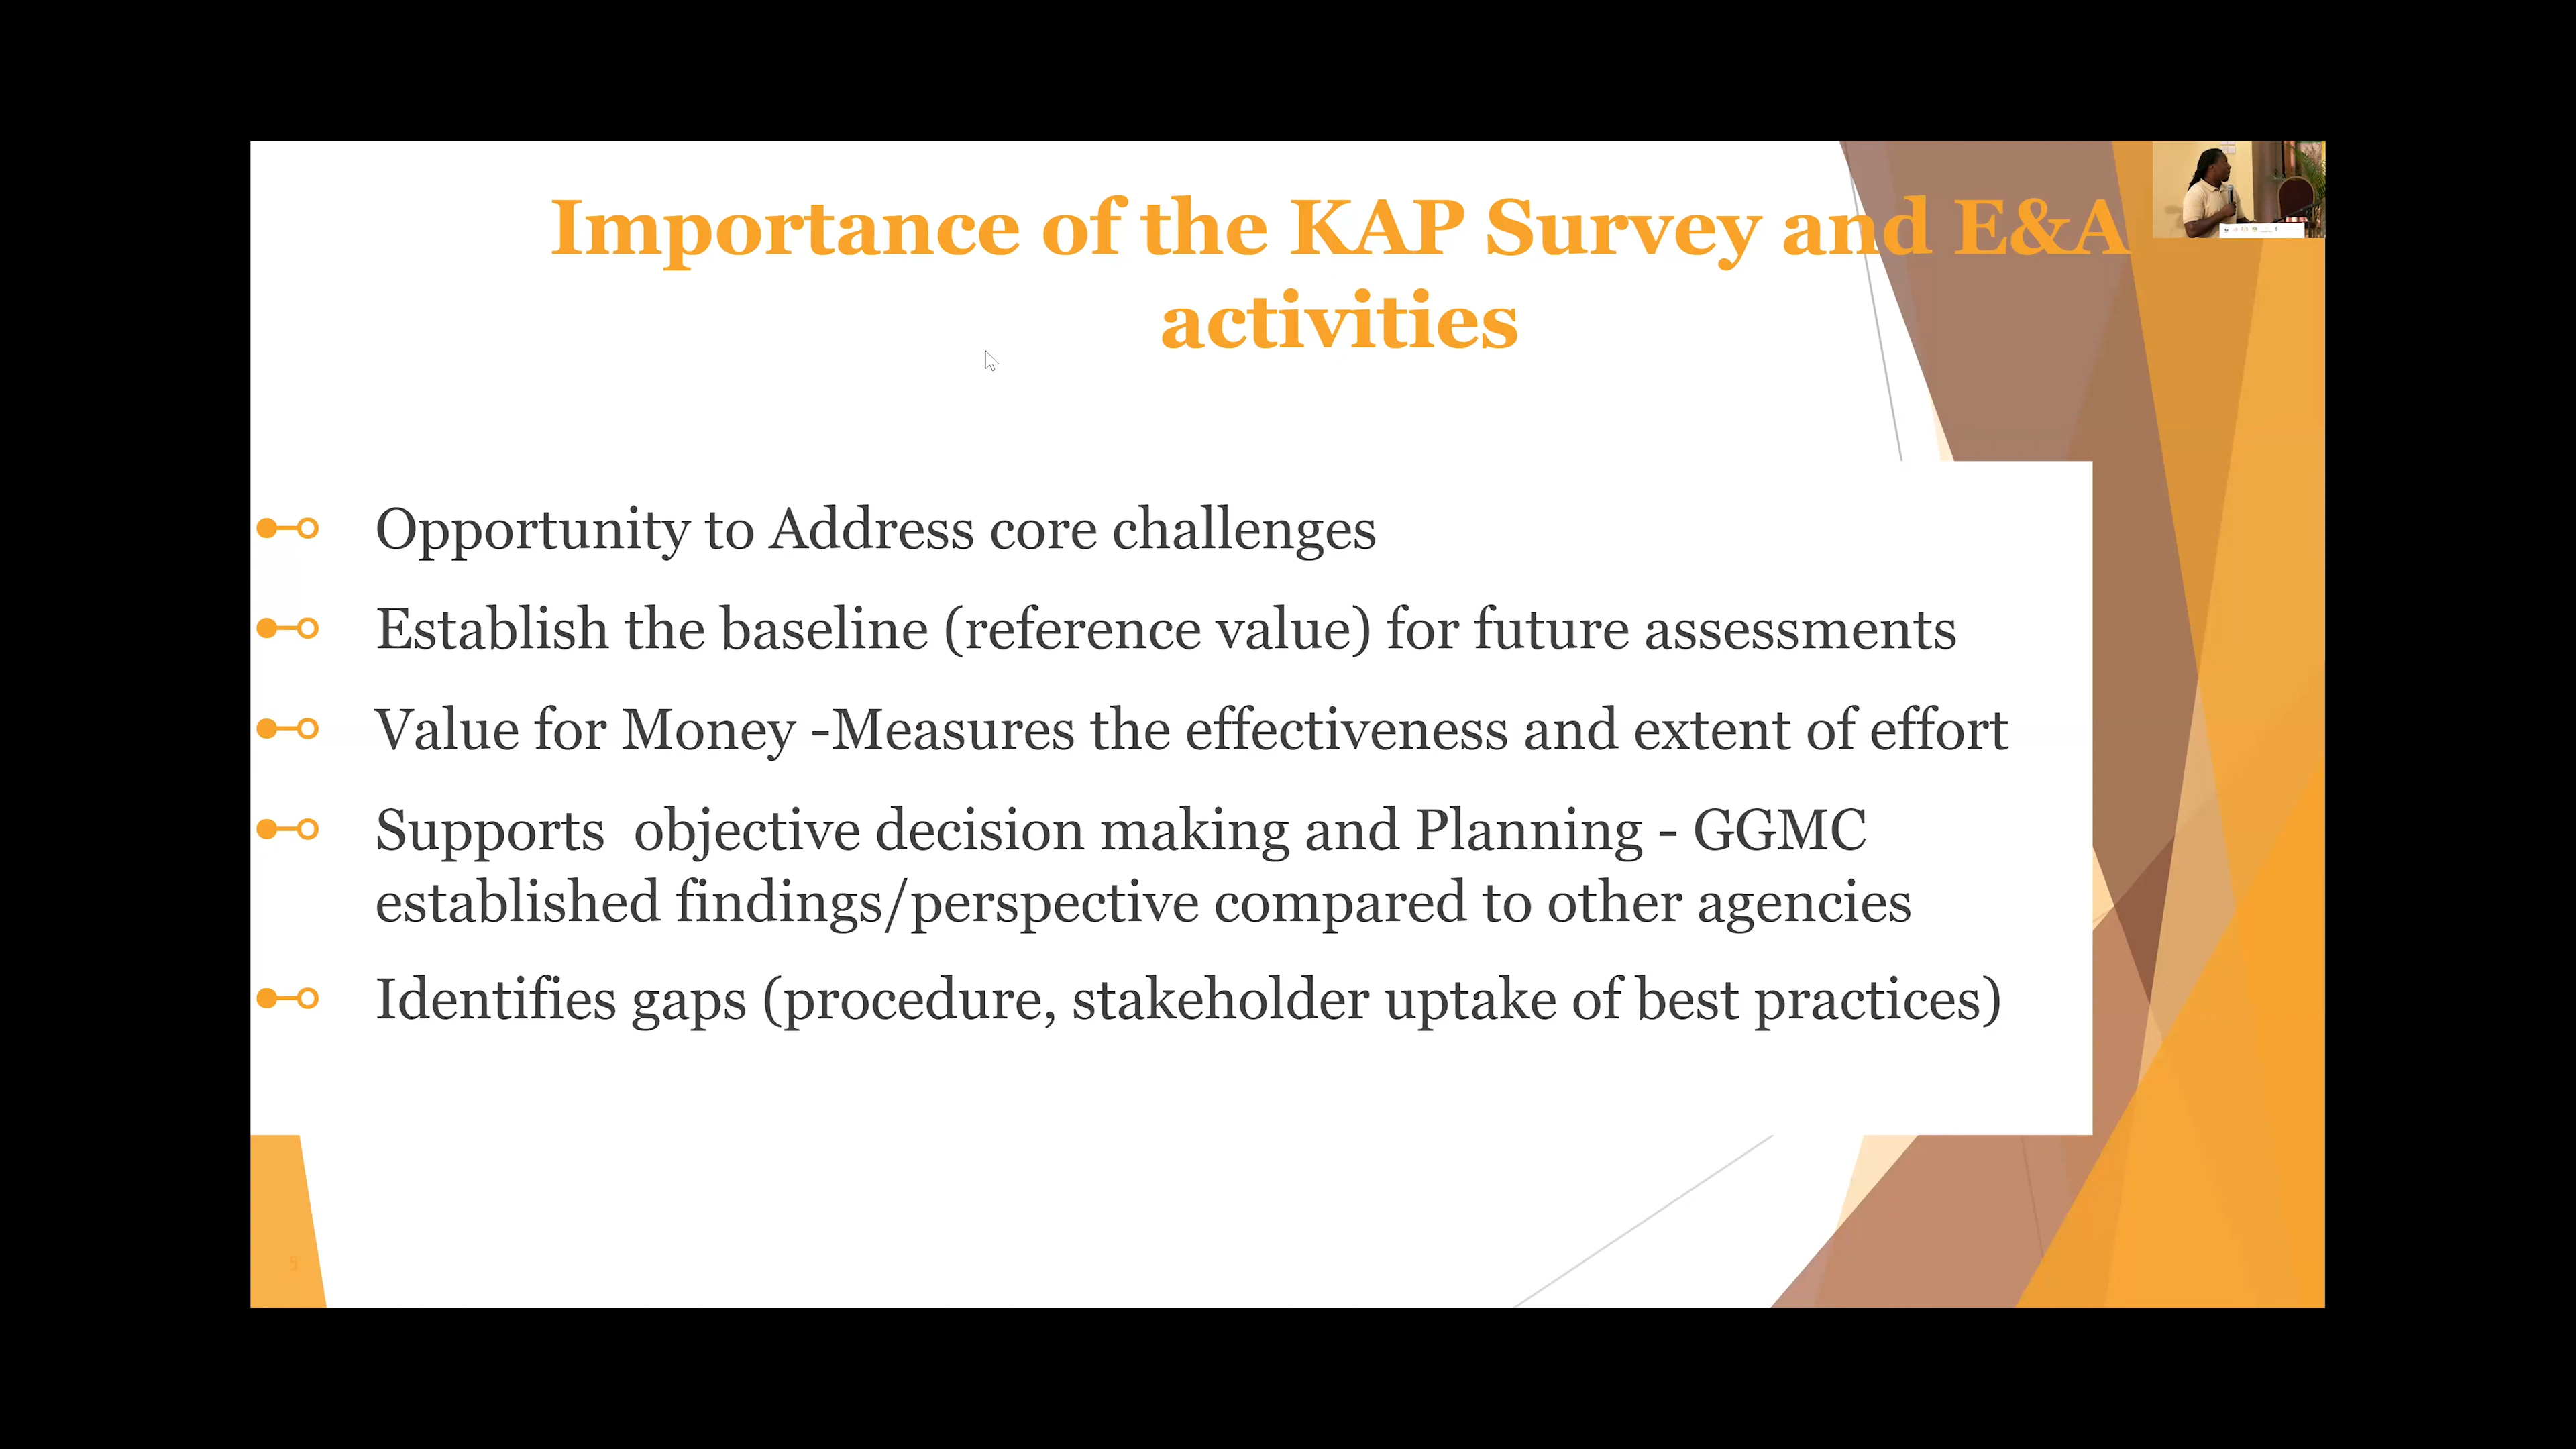 Importance of the KAP Survey and E&A
activities
Opportunity to Address core challenges
Establish the baseline (reference value) for future assessments
Value for Money -Measures the effectiveness and extent of effort
Supports  objective decision making and Planning - GGMC
established findings/perspective compared to other agencies
Identifies gaps (procedure, stakeholder uptake of best practices)
5